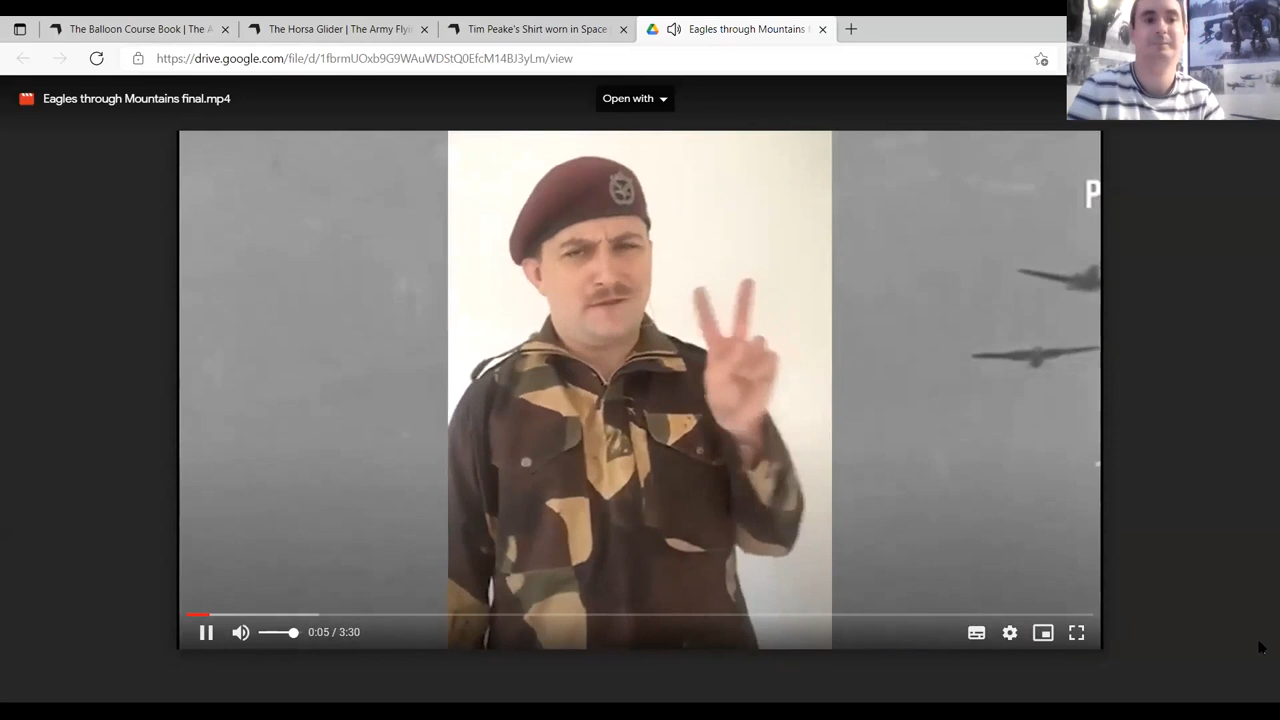 The Balloon Course Book | The A
The Horsa Glider | The Army Flyi
Tim Peake's Shirt worn in Space
Eagles through Mountains f
https://drive.google.com/file/d/1fbrmUOxb9G9WAuWDStQ0EfcM14BJ3yLm/view
Eagles through Mountains final.mp4
Open with
P
0:05 / 3:30